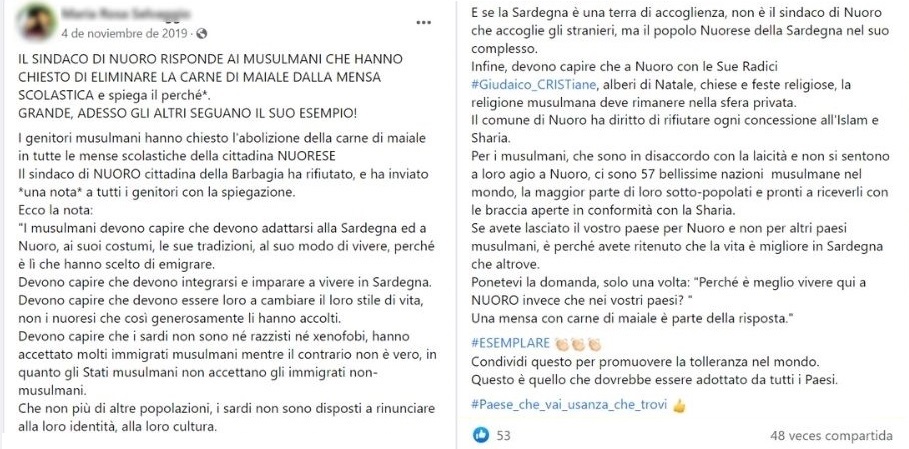 4 de noviembre de 2019 ·
IL SINDACO DI NUORO RISPONDE AI MUSULMANI CHE HANNO
CHIESTO DI ELIMINARE LA CARNE DI MAIALE DALLA MENSA
SCOLASTICA e spiega il perché*.
GRANDE, ADESSO GLI ALTRI SEGUANO IL SUO ESEMPIO!
I genitori musulmani hanno chiesto l'abolizione della carne di maiale
in tutte le mense scolastiche della cittadina NUORESE
Il sindaco di NUORO cittadina della Barbagia ha rifiutato, e ha inviato
*una nota* a tutti i genitori con la spiegazione.
Ecco la nota:
"I musulmani devono capire che devono adattarsi alla Sardegna ed a
Nuoro, ai suoi costumi, le sue tradizioni, al suo modo di vivere, perché
è lì che hanno scelto di emigrare.
Devono capire che devono integrarsi e imparare a vivere in Sardegna.
Devono capire che devono essere loro a cambiare il loro stile di vita,
non i nuoresi che così generosamente li hanno accolti.
Devono capire che i sardi non sono né razzisti né xenofobi, hanno
accettato molti immigrati musulmani mentre il contrario non è vero, in
quanto gli Stati musulmani non accettano gli immigrati non-
musulmani.
Che non più di altre popolazioni, i sardi non sono disposti a rinunciare
alla loro identità, alla loro cultura.
E se la Sardegna è una terra di accoglienza, non è il sindaco di Nuoro
che accoglie gli stranieri, ma il popolo Nuorese della Sardegna nel suo
complesso.
Infine, devono capire che a Nuoro con le Sue Radici
#Giudaico_CRISTiane, alberi di Natale, chiese e feste religiose, la
religione musulmana deve rimanere nella sfera privata.
Il comune di Nuoro ha diritto di rifiutare ogni concessione all'Islam e
Sharia.
Per i musulmani, che sono in disaccordo con la laicità e non si sentono
a loro agio a Nuoro, ci sono 57 bellissime nazioni musulmane nel
mondo, la maggior parte di loro sotto-popolati e pronti a riceverli con
le braccia aperte in conformità con la Sharia.
Se avete lasciato il vostro paese per Nuoro e non per altri paesi
musulmani, è perché avete ritenuto che la vita è migliore in Sardegna
che altrove.
Ponetevi la domanda, solo una volta: "Perché è meglio vivere qui a
NUORO invece che nei vostri paesi? "
Una mensa con carne di maiale è parte della risposta."
#ESEMPLARE 👏🏻👏🏻👏🏻
Condividi questo per promuovere la tolleranza nel mondo.
Questo è quello che dovrebbe essere adottato da tutti i Paesi.
#Paese_che_vai_usanza_che_trovi 👍
53
48 veces compartida